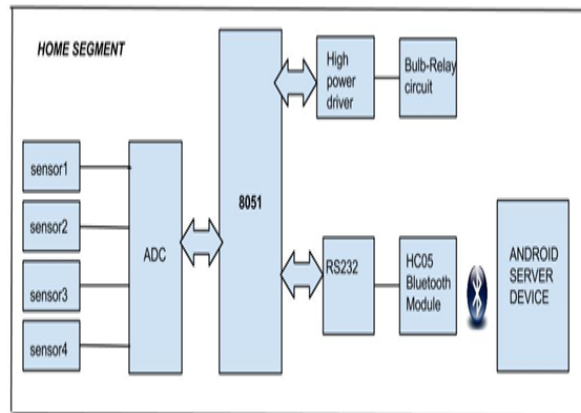 HOME SEGMENT
sensor1
sensor2
sensor3
sensor4
ADC
8051
High
power
driver
Bulb-Relay
circuit
RS232
HC05
Bluetooth
Module
ANDROID
SERVER
DEVICE